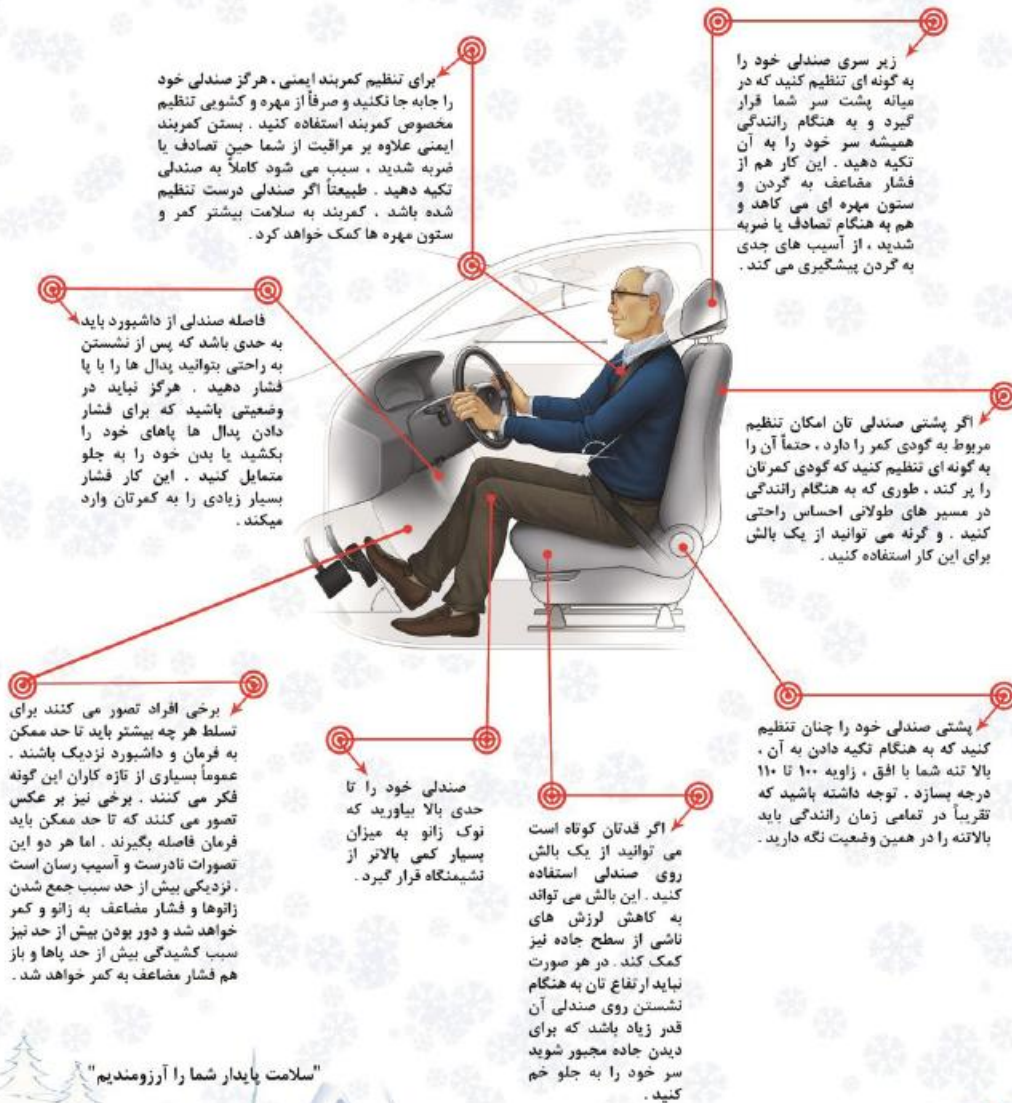 زیر سری صندلی خود را
به گونه ای تنظیم کنید که در
میانه پشت سر شما قرار
گیرد و به هنگام رانندگی
همیشه سر خود را به آن
تکیه دهید . این کار هم از
فشار مضاعف به گردن و
ستون مهره ای می کاهد و
هم به هنگام تصادف یا ضربه
شدید ، از آسیب های جدی
به گردن پیشگیری می کند .
برای تنظیم کمربند ایمنی ، هرگز صندلی خود
را جابه جا نکنید و صرفاً از مهره و کشویی تنظیم
مخصوص کمربند استفاده کنید . بستن کمربند
ایمنی علاوه بر مراقبت از شما حین تصادف یا
ضربه شدید ، سبب می شود کاملاً به صندلی
تکیه دهید . طبیعتاً اگر صندلی درست تنظیم
شده باشد ، کمربند به سلامت بیشتر کمر و
ستون مهره ها کمک خواهد کرد .
فاصله صندلی از داشبورد باید
به حدی باشد که پس از نشستن
به راحتی بتوانید پدال ها را با پا
فشار دهید . هرگز نباید در
وضعیتی باشید که برای فشار
دادن پدال ها پاهای خود را
بکشید یا بدن خود را به جلو
متمایل کنید . این کار فشار
بسیار زیادی را به کمرتان وارد
میکند .
اگر پشتی صندلی تان امکان تنظیم
مربوط به گودی کمر را دارد ، حتماً آن را
به گونه ای تنظیم کنید که گودی کمرتان
را پر کند ، طوری که به هنگام رانندگی
در مسیر های طولانی احساس راحتی
کنید . و گرنه می توانید از یک بالش
برای این کار استفاده کنید .
پشتی صندلی خود را چنان تنظیم
کنید که به هنگام تکیه دادن به آن ،
بالا تنه شما با افق ، زاویه ۱۰۰ تا ۱۱۰
درجه بسازد . توجه داشته باشید که
تقریباً در تمامی زمان رانندگی باید
بالاتنه را در همین وضعیت نگه دارید .
اگر قدتان کوتاه است
می توانید از یک بالش
روی صندلی استفاده
کنید . این بالش می تواند
به کاهش لرزش های
ناشی از سطح جاده نیز
کمک کند . در هر صورت
نباید ارتفاع تان به هنگام
نشستن روی صندلی آن
قدر زیاد باشد که برای
دیدن جاده مجبور شوید
سر خود را به جلو خم
کنید .
صندلی خود را تا
حدی بالا بیاورید که
نوک زانو به میزان
بسیار کمی بالاتر از
نشیمنگاه قرار گیرد .
برخی افراد تصور می کنند برای
تسلط هر چه بیشتر باید تا حد ممکن
به فرمان و داشبورد نزدیک باشند .
عموماً بسیاری از تازه کاران این گونه
فکر می کنند . برخی نیز بر عکس
تصور می کنند که تا حد ممکن باید
فرمان فاصله بگیرند . اما هر دو این
تصورات نادرست و آسیب رسان است
. نزدیکی بیش از حد سبب جمع شدن
زانوها و فشار مضاعف به زانو و کمر
خواهد شد و دور بودن بیش از حد نیز
سبب کشیدگی بیش از حد پاها و باز
هم فشار مضاعف به کمر خواهد شد .
"سلامت پایدار شما را آرزومندیم"